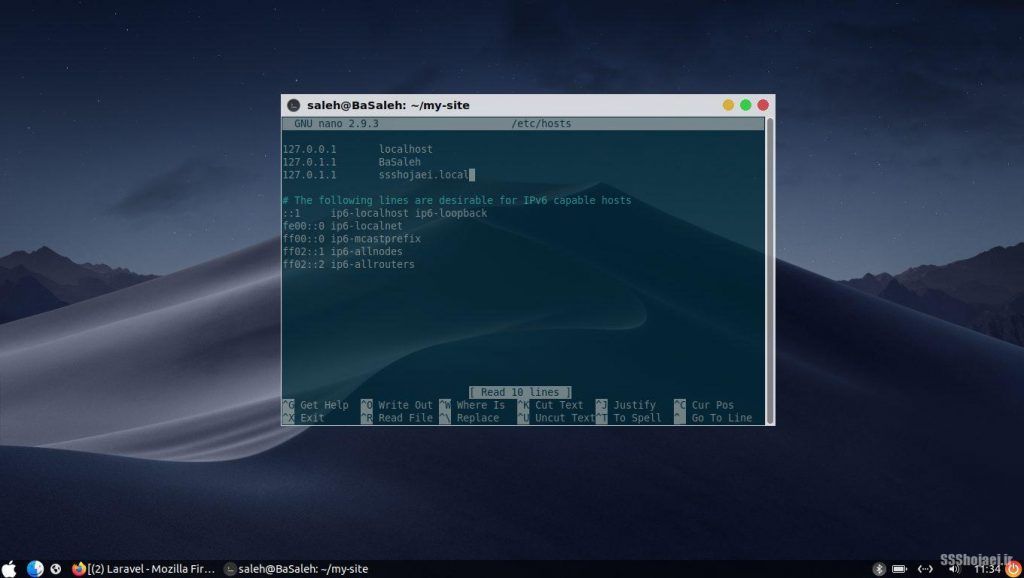 saleh@BaSaleh: ~/my-site
GNU nano 2.9.3 /etc/hosts
127.0.0.1 localhost
127.0.1.1 BaSaleh
127.0.1.1 ssshojaei.local
# The following lines are desirable for IPv6 capable hosts
::1 ip6-localhost ip6-loopback
fe00::0 ip6-localnet
ff00::0 ip6-mcastprefix
ff02::1 ip6-allnodes
ff02::2 ip6-allrouters
[ Read 10 lines ]
^G Get Help ^O Write Out ^W Where Is ^K Cut Text ^J Justify ^C Cur Pos
^X Exit ^R Read File ^\ Replace ^U Uncut Text ^T To Spell ^_ Go To Line
SSShojaei.ir
[(2) Laravel - Mozilla Fir... saleh@BaSaleh: ~/my-site 11:34